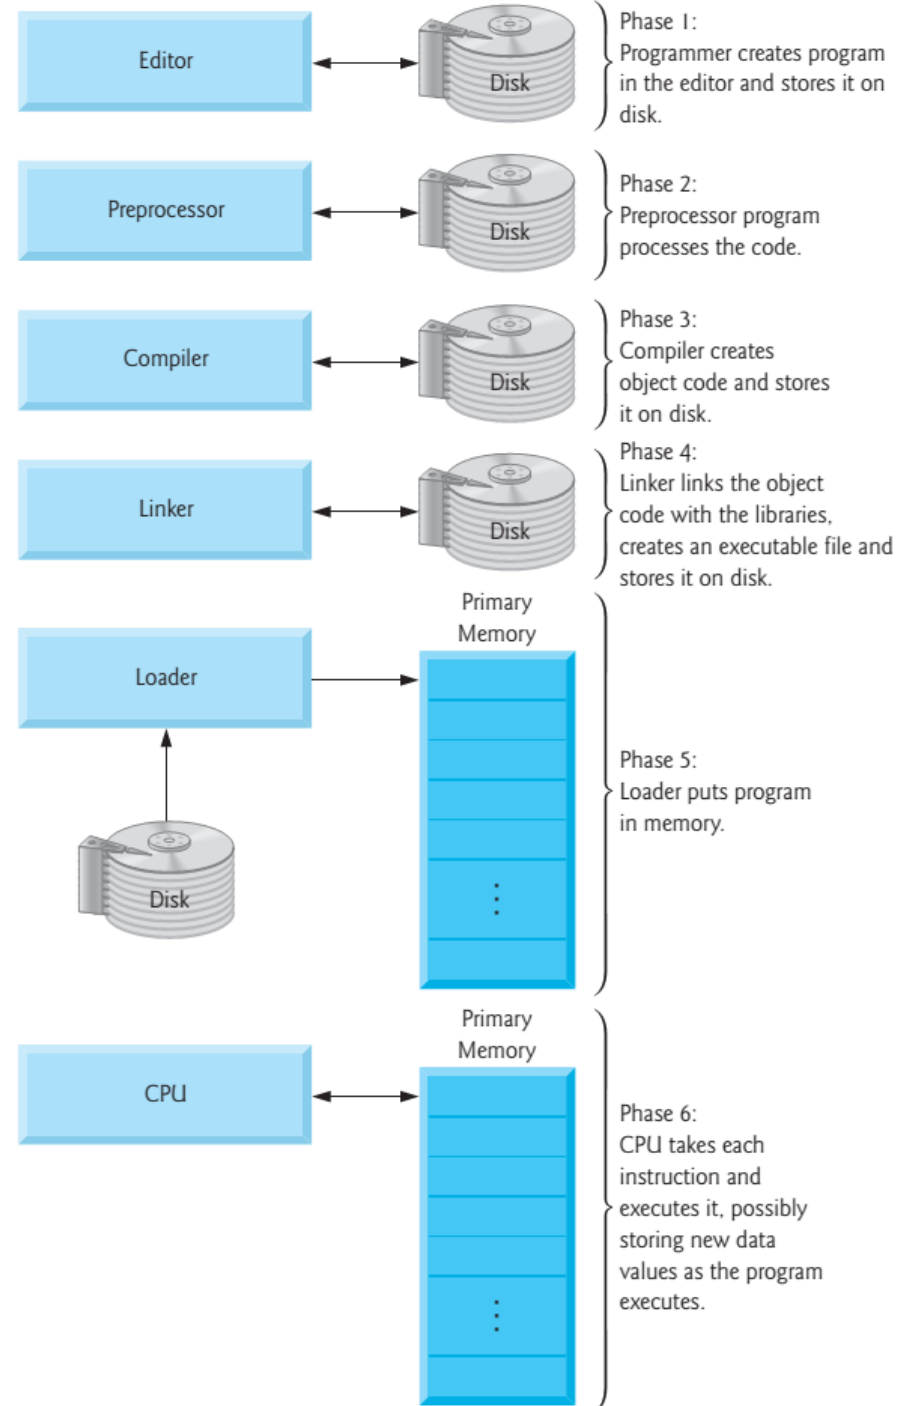 Editor
Disk
Phase 1:
Programmer creates program
in the editor and stores it on
disk.
Preprocessor
Disk
Phase 2:
Preprocessor program
processes the code.
Compiler
Disk
Phase 3:
Compiler creates
object code and stores
it on disk.
Linker
Disk
Phase 4:
Linker links the object
code with the libraries,
creates an executable file and
stores it on disk.
Primary
Memory
Loader
Disk
Phase 5:
Loader puts program
in memory.
Primary
Memory
CPU
Phase 6:
CPU takes each
instruction and
executes it, possibly
storing new data
values as the program
executes.